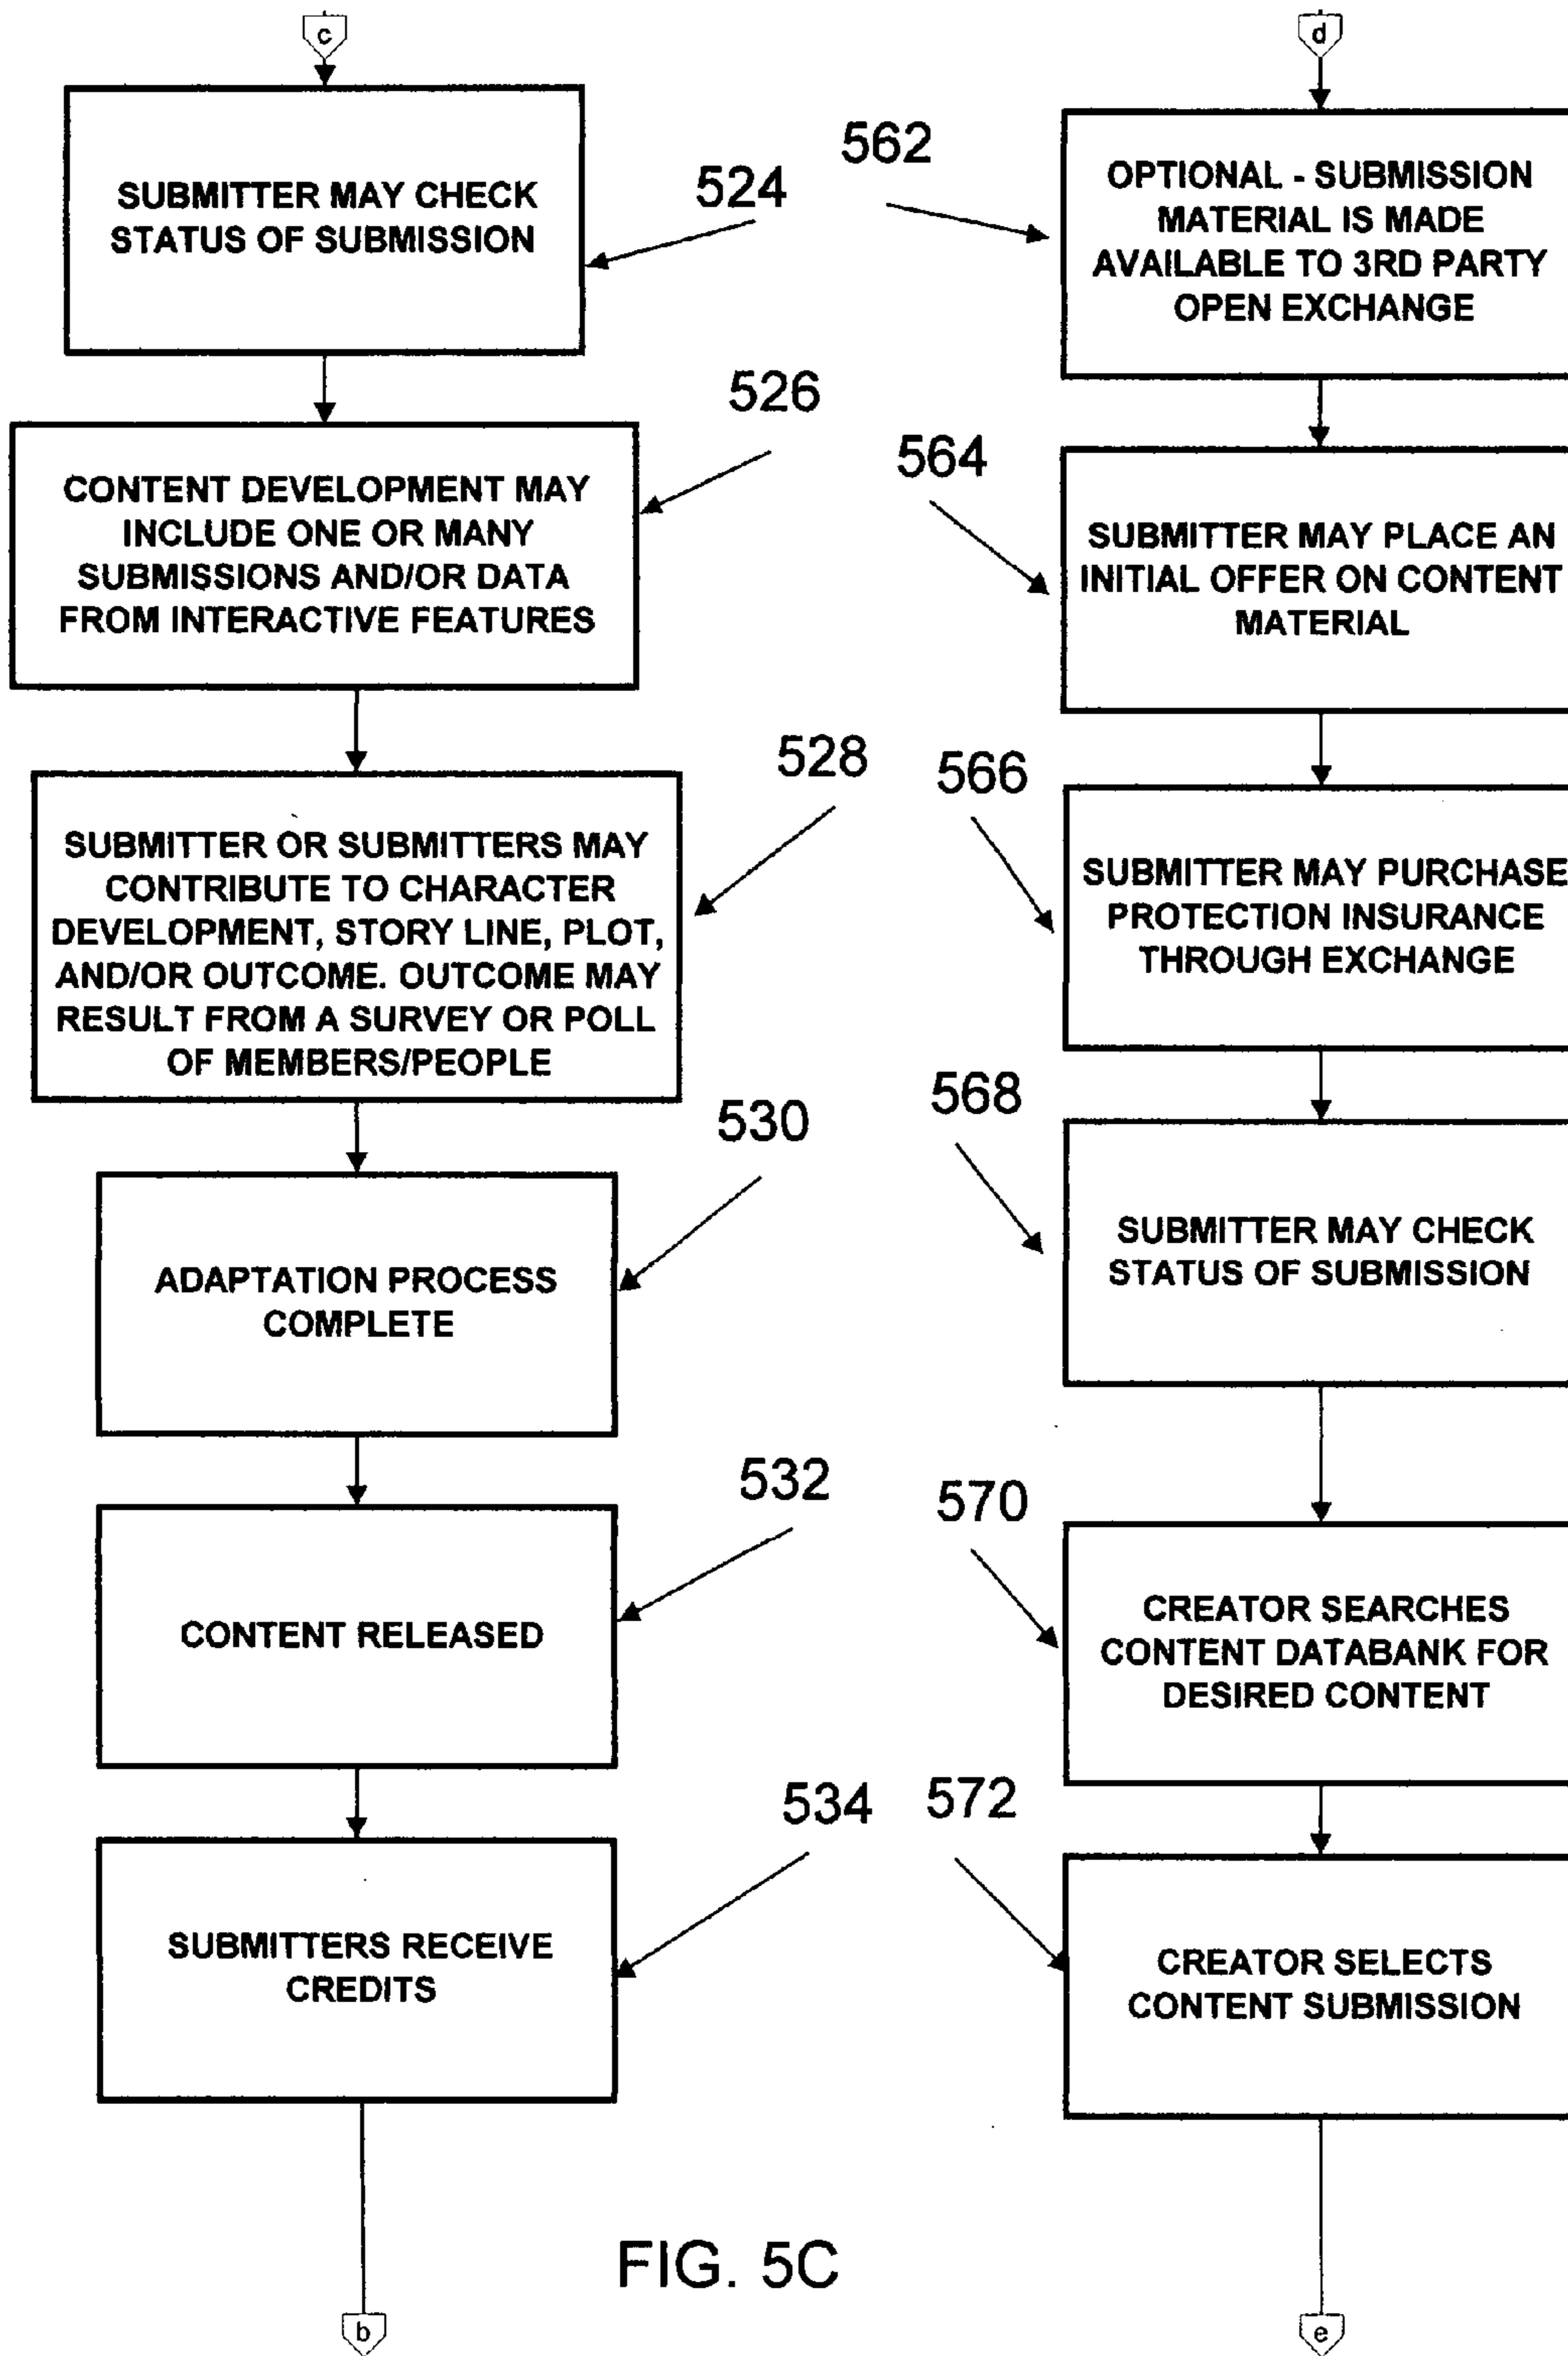 c
SUBMITTER MAY CHECK
STATUS OF SUBMISSION
524
CONTENT DEVELOPMENT MAY
INCLUDE ONE OR MANY
SUBMISSIONS AND/OR DATA
FROM INTERACTIVE FEATURES
526
SUBMITTER OR SUBMITTERS MAY
CONTRIBUTE TO CHARACTER
DEVELOPMENT, STORY LINE, PLOT,
AND/OR OUTCOME. OUTCOME MAY
RESULT FROM A SURVEY OR POLL
OF MEMBERS/PEOPLE
528
ADAPTATION PROCESS
COMPLETE
530
CONTENT RELEASED
532
SUBMITTERS RECEIVE
CREDITS
534
b
d
562
OPTIONAL - SUBMISSION
MATERIAL IS MADE
AVAILABLE TO 3RD PARTY
OPEN EXCHANGE
564
SUBMITTER MAY PLACE AN
INITIAL OFFER ON CONTENT
MATERIAL
566
SUBMITTER MAY PURCHASE
PROTECTION INSURANCE
THROUGH EXCHANGE
568
SUBMITTER MAY CHECK
STATUS OF SUBMISSION
570
CREATOR SEARCHES
CONTENT DATABANK FOR
DESIRED CONTENT
572
CREATOR SELECTS
CONTENT SUBMISSION
e
FIG. 5C